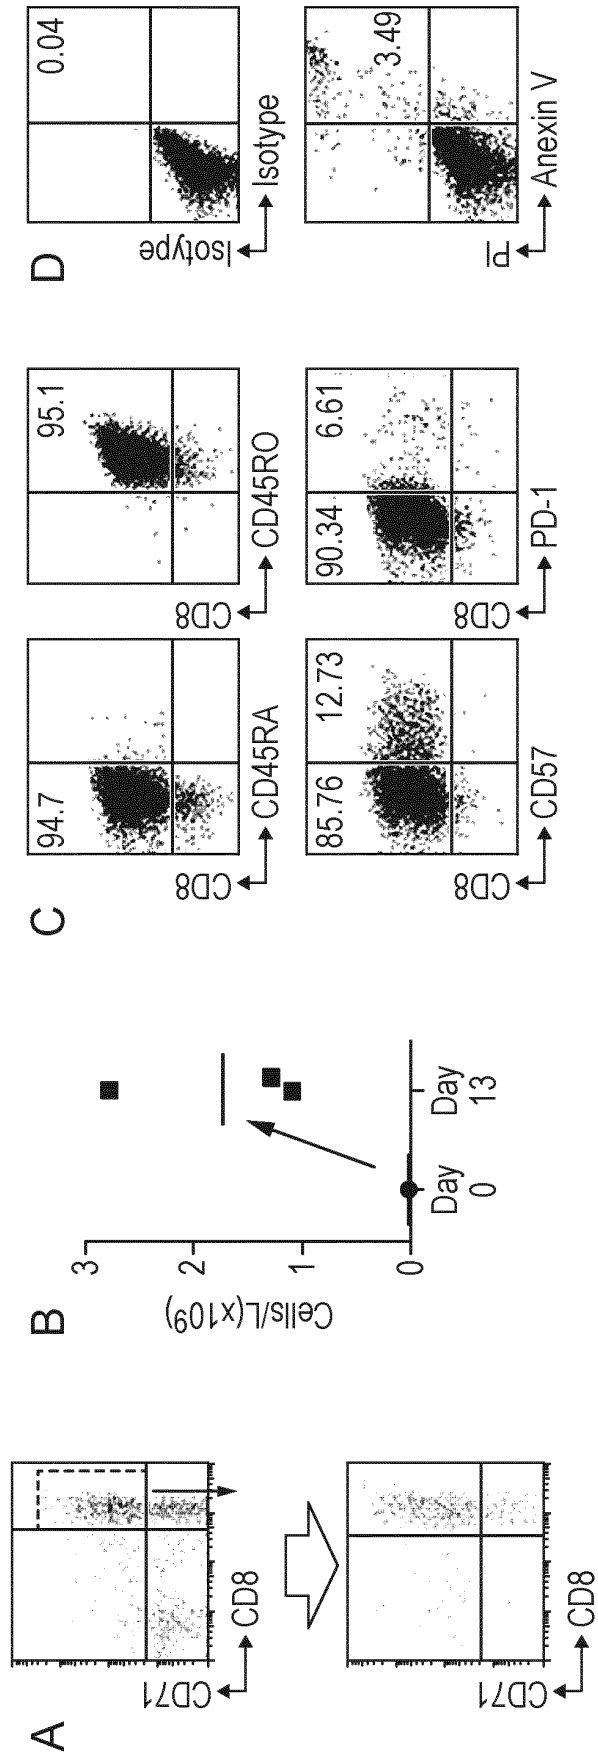 A
CD71
CD8
CD71
CD8
B
Cells/L(x10⁹)
3
2
1
0
Day
0
Day
13
C
94.7
CD8
CD45RA
95.1
CD8
CD45RO
85.76
12.73
CD8
CD57
90.34
6.61
CD8
PD-1
D
0.04
Isotype
Isotype
3.49
PI
Anexin V